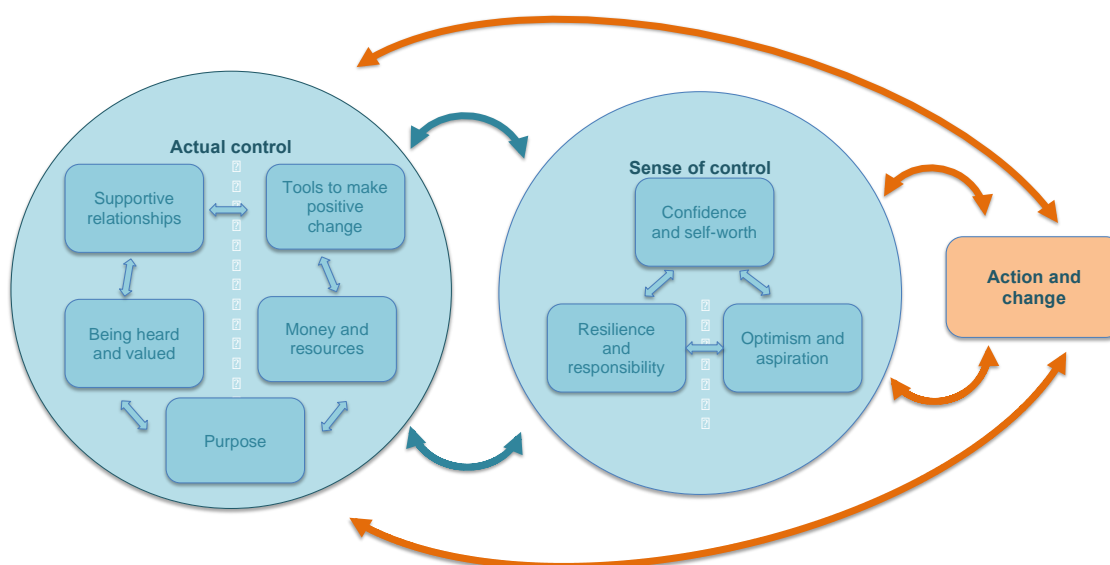 Actual control
Supportive
relationships
Tools to make
positive
change
Being heard
and valued
Money and
resources
Purpose
Sense of control
Confidence
and self-worth
Resilience
and
responsibility
Optimism and
aspiration
Action and
change